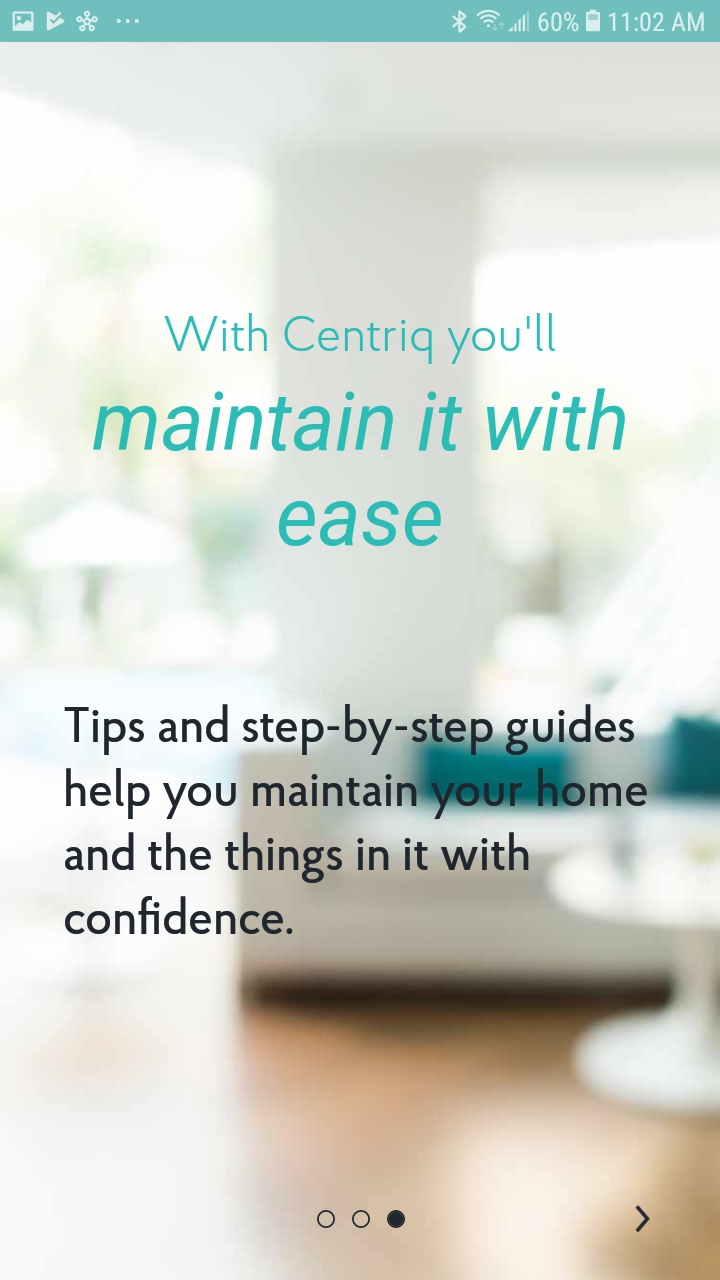 60% 11:02 AM
With Centriq you'll
maintain it with
ease
Tips and step-by-step guides
help you maintain your home
and the things in it with
confidence.